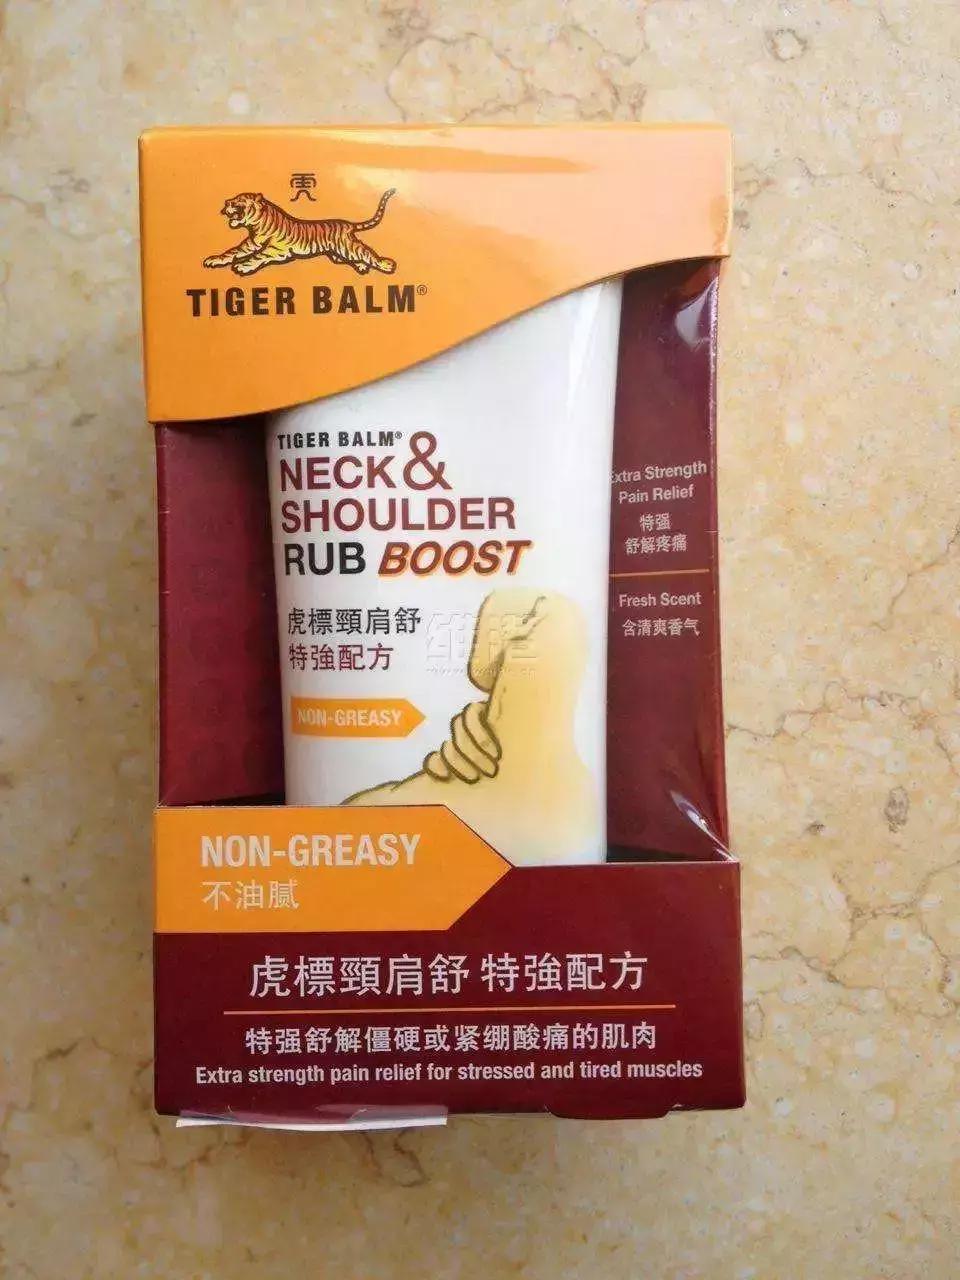 虎
TIGER BALM®
TIGER BALM®
NECK &
SHOULDER
RUB BOOST
虎標頸肩舒
特強配方
NON-GREASY
Extra Strength
Pain Relief
特强
舒解疼痛
Fresh Scent
含清爽香气
NON-GREASY
不油腻
虎標頸肩舒 特強配方
特强舒解僵硬或紧绷酸痛的肌肉
Extra strength pain relief for stressed and tired muscles